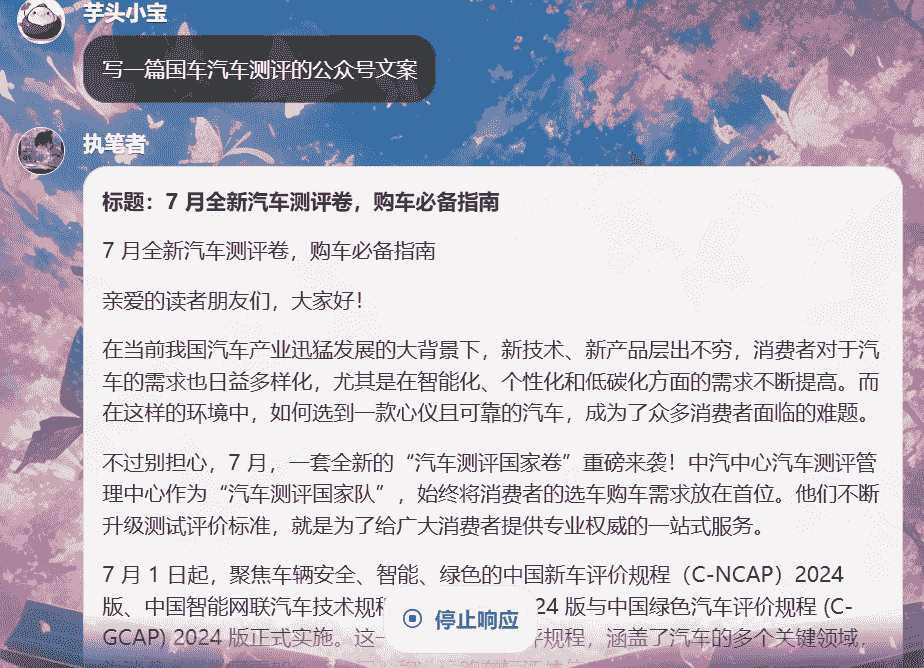 芋头小宝
写一篇国车汽车测评的公众号文案
执笔者
标题：7 月全新汽车测评卷，购车必备指南
7 月全新汽车测评卷，购车必备指南
亲爱的读者朋友们，大家好！
在当前我国汽车产业迅猛发展的大背景下，新技术、新产品层出不穷，消费者对于汽
车的需求也日益多样化，尤其是在智能化、个性化和低碳化方面的需求不断提高。而
在这样的环境中，如何选到一款心仪且可靠的汽车，成为了众多消费者面临的难题。
不过别担心，7 月，一套全新的“汽车测评国家卷”重磅来袭！中汽中心汽车测评管
理中心作为“汽车测评国家队”，始终将消费者的选车购车需求放在首位。他们不断
升级测试评价标准，就是为了给广大消费者提供专业权威的一站式服务。
7 月 1 日起，聚焦车辆安全、智能、绿色的中国新车评价规程（C-NCAP）2024
版、中国智能网联汽车技术规 24 版与中国绿色汽车评价规程 (C-
停止响应
GCAP) 2024 版正式实施。这一 评规程，涵盖了汽车的多个关键领域，